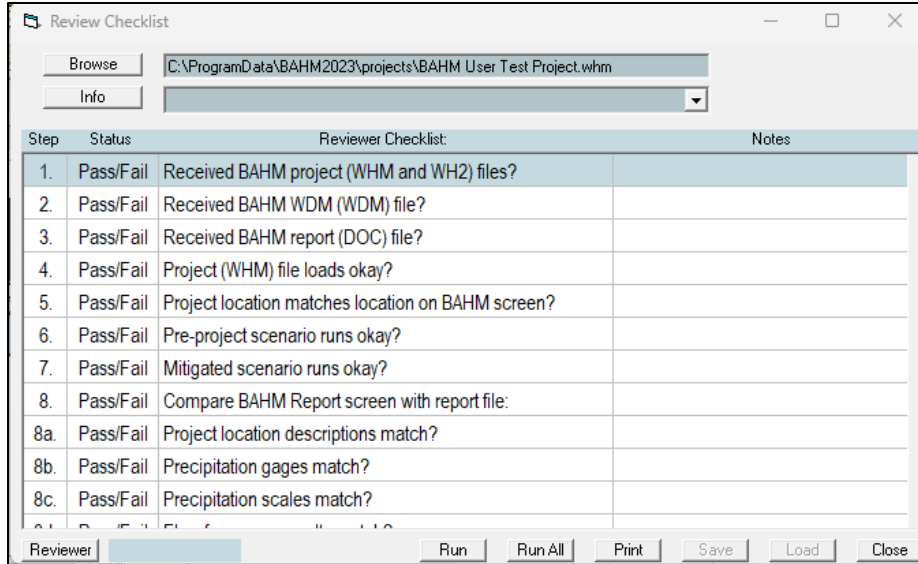 Review Checklist
Browse C:\ProgramData\BAHM2023\projects\BAHM User Test Project.whm
Info
Step Status Reviewer Checklist: Notes
1. Pass/Fail Received BAHM project (WHM and WH2) files?
2. Pass/Fail Received BAHM WDM (WDM) file?
3. Pass/Fail Received BAHM report (DOC) file?
4. Pass/Fail Project (WHM) file loads okay?
5. Pass/Fail Project location matches location on BAHM screen?
6. Pass/Fail Pre-project scenario runs okay?
7. Pass/Fail Mitigated scenario runs okay?
8. Pass/Fail Compare BAHM Report screen with report file:
8a. Pass/Fail Project location descriptions match?
8b. Pass/Fail Precipitation gages match?
8c. Pass/Fail Precipitation scales match?
Reviewer Run Run All Print Save Load Close